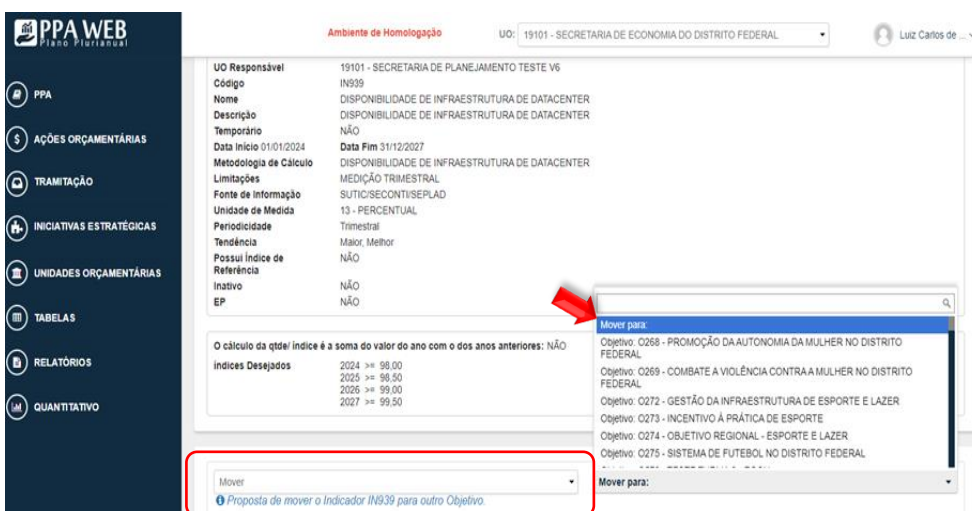 PPA WEB
Plano Plurianual
Ambiente de Homologação
UO: 19101 - SECRETARIA DE ECONOMIA DO DISTRITO FEDERAL
Luiz Carlos de ...
PPA
AÇÕES ORÇAMENTÁRIAS
TRAMITAÇÃO
INICIATIVAS ESTRATÉGICAS
UNIDADES ORÇAMENTÁRIAS
TABELAS
RELATÓRIOS
QUANTITATIVO
UO Responsável 19101 - SECRETARIA DE PLANEJAMENTO TESTE V6
Código IN939
Nome DISPONIBILIDADE DE INFRAESTRUTURA DE DATACENTER
Descrição DISPONIBILIDADE DE INFRAESTRUTURA DE DATACENTER
Temporário NÃO
Data Início 01/01/2024 Data Fim 31/12/2027
Metodologia de Cálculo DISPONIBILIDADE DE INFRAESTRUTURA DE DATACENTER
Limitações MEDIÇÃO TRIMESTRAL
Fonte de Informação SUTIC/SECONTI/SEPLAD
Unidade de Medida 13 - PERCENTUAL
Periodicidade Trimestral
Tendência Maior, Melhor
Possui Índice de NÃO
Referência
Inativo NÃO
EP NÃO
O cálculo da qtde/ índice é a soma do valor do ano com o dos anos anteriores: NÃO
índices Desejados 2024 >= 98,00
2025 >= 98,50
2026 >= 99,00
2027 >= 99,50
Mover para:
Objetivo: O268 - PROMOÇÃO DA AUTONOMIA DA MULHER NO DISTRITO
FEDERAL
Objetivo: O269 - COMBATE A VIOLÊNCIA CONTRA A MULHER NO DISTRITO
FEDERAL
Objetivo: O272 - GESTÃO DA INFRAESTRUTURA DE ESPORTE E LAZER
Objetivo: O273 - INCENTIVO À PRÁTICA DE ESPORTE
Objetivo: O274 - OBJETIVO REGIONAL - ESPORTE E LAZER
Objetivo: O275 - SISTEMA DE FUTEBOL NO DISTRITO FEDERAL
Mover
Mover para:
Proposta de mover o Indicador IN939 para outro Objetivo.